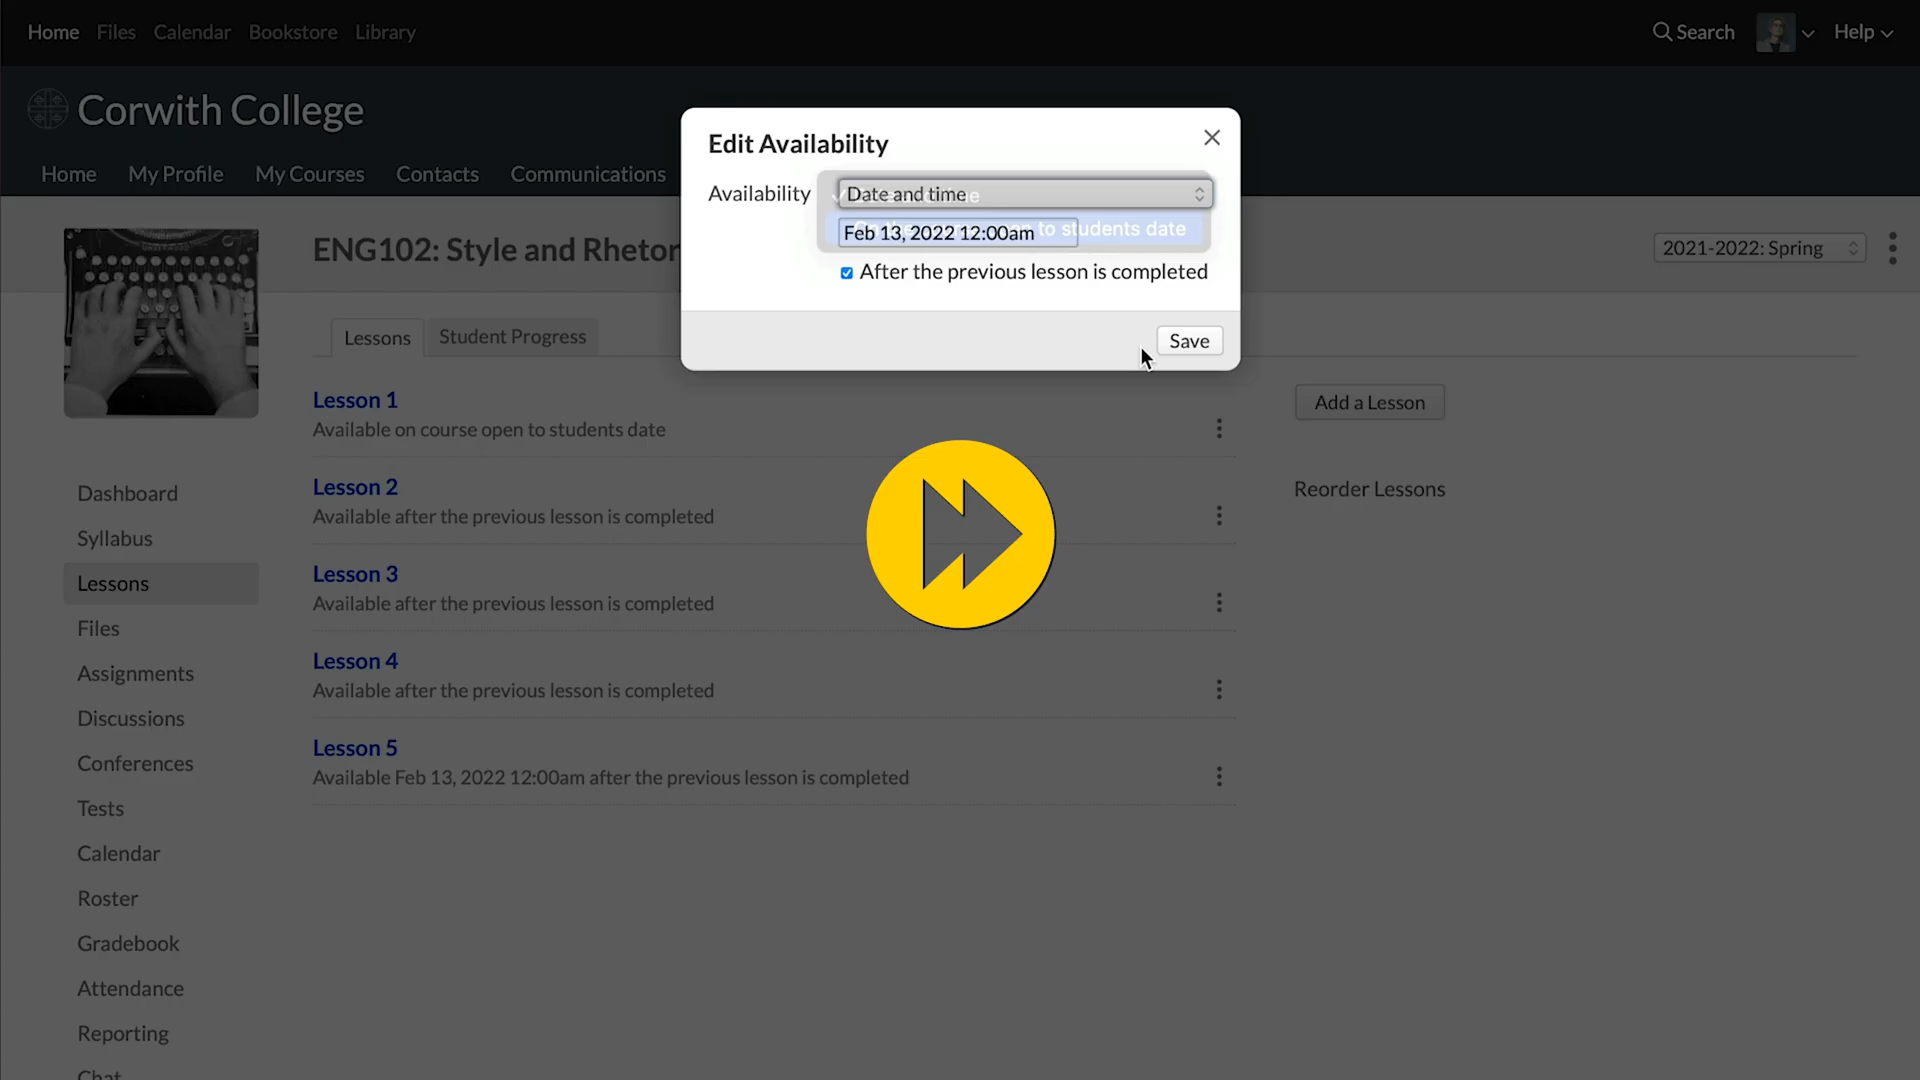 Home Files Calendar Bookstore Library
Search Help
Corwith College
Home My Profile My Courses Contacts Communications
Edit Availability
Availability Date and time
Feb 13, 2022 12:00am to students date
After the previous lesson is completed
Save
ENG102: Style and Rhetor
2021-2022: Spring
Lessons Student Progress
Lesson 1
Available on course open to students date
Lesson 2
Available after the previous lesson is completed
Lesson 3
Available after the previous lesson is completed
Lesson 4
Available after the previous lesson is completed
Lesson 5
Available Feb 13, 2022 12:00am after the previous lesson is completed
Add a Lesson
Reorder Lessons
Dashboard
Syllabus
Lessons
Files
Assignments
Discussions
Conferences
Tests
Calendar
Roster
Gradebook
Attendance
Reporting
Chat